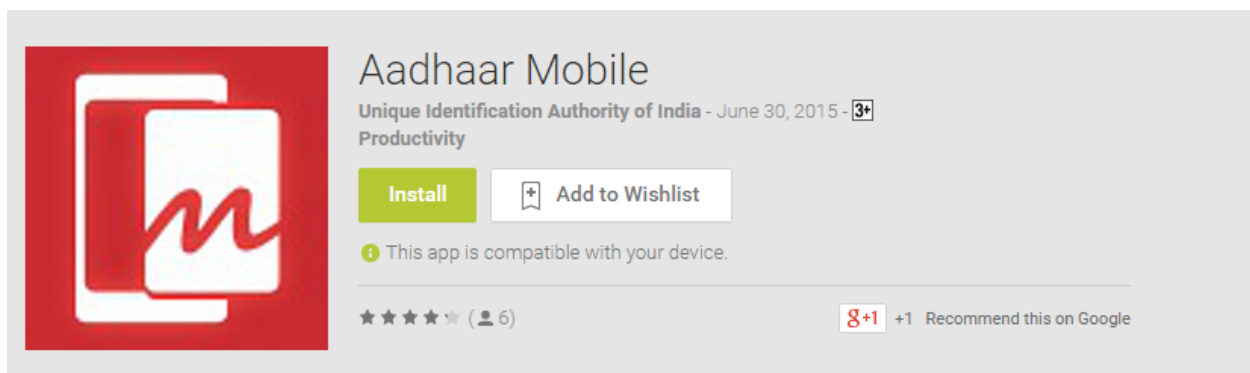 Aadhaar Mobile
Unique Identification Authority of India - June 30, 2015 - 3+
Productivity
Install
Add to Wishlist
This app is compatible with your device.
(6)
g+1 +1 Recommend this on Google
m